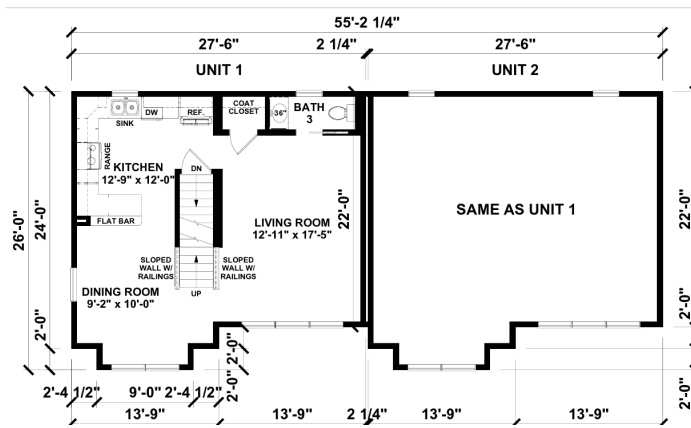 55'-2 1/4"
27'-6" 2 1/4" 27'-6"
UNIT 1 UNIT 2
SINK
DW
REF.
COAT
CLOSET
36"
BATH
3
RANGE
KITCHEN
12'-9" x 12'-0"
DN
FLAT BAR
LIVING ROOM
12'-11" x 17'-5"
22'-0"
SAME AS UNIT 1
26'-0"
24'-0"
22'-0"
SLOPED
WALL W/
RAILINGS
SLOPED
WALL W/
RAILINGS
UP
DINING ROOM
9'-2" x 10'-0"
2'-0"
2'-0"
2'-0"
2'-0"
2'-0"
2'-4 1/2" 9'-0" 2'-4 1/2"
13'-9" 13'-9" 2 1/4" 13'-9" 13'-9"